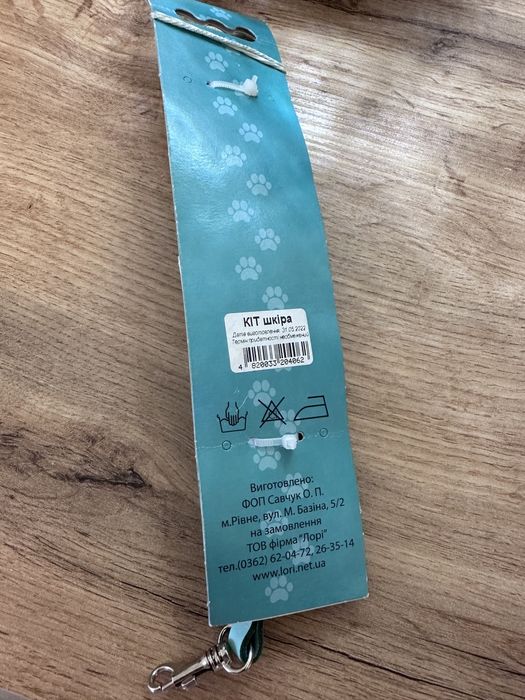 КІТ шкіра
Дата виготовлення: 31.05.2022
Термін придатності: необмежений
4 820033 204062
Виготовлено:
ФОП Савчук О. П.
м.Рівне, вул. М. Базіна, 5/2
на замовлення
ТОВ фірма "Лорі"
тел.(0362) 62-04-72, 26-35-14
www.lori.net.ua